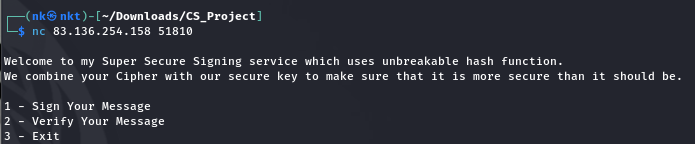 ┌──(nk㉿nkt)-[~/Downloads/CS_Project]
└─$ nc 83.136.254.158 51810
Welcome to my Super Secure Signing service which uses unbreakable hash function.
We combine your Cipher with our secure key to make sure that it is more secure than it should be.
1 - Sign Your Message
2 - Verify Your Message
3 - Exit